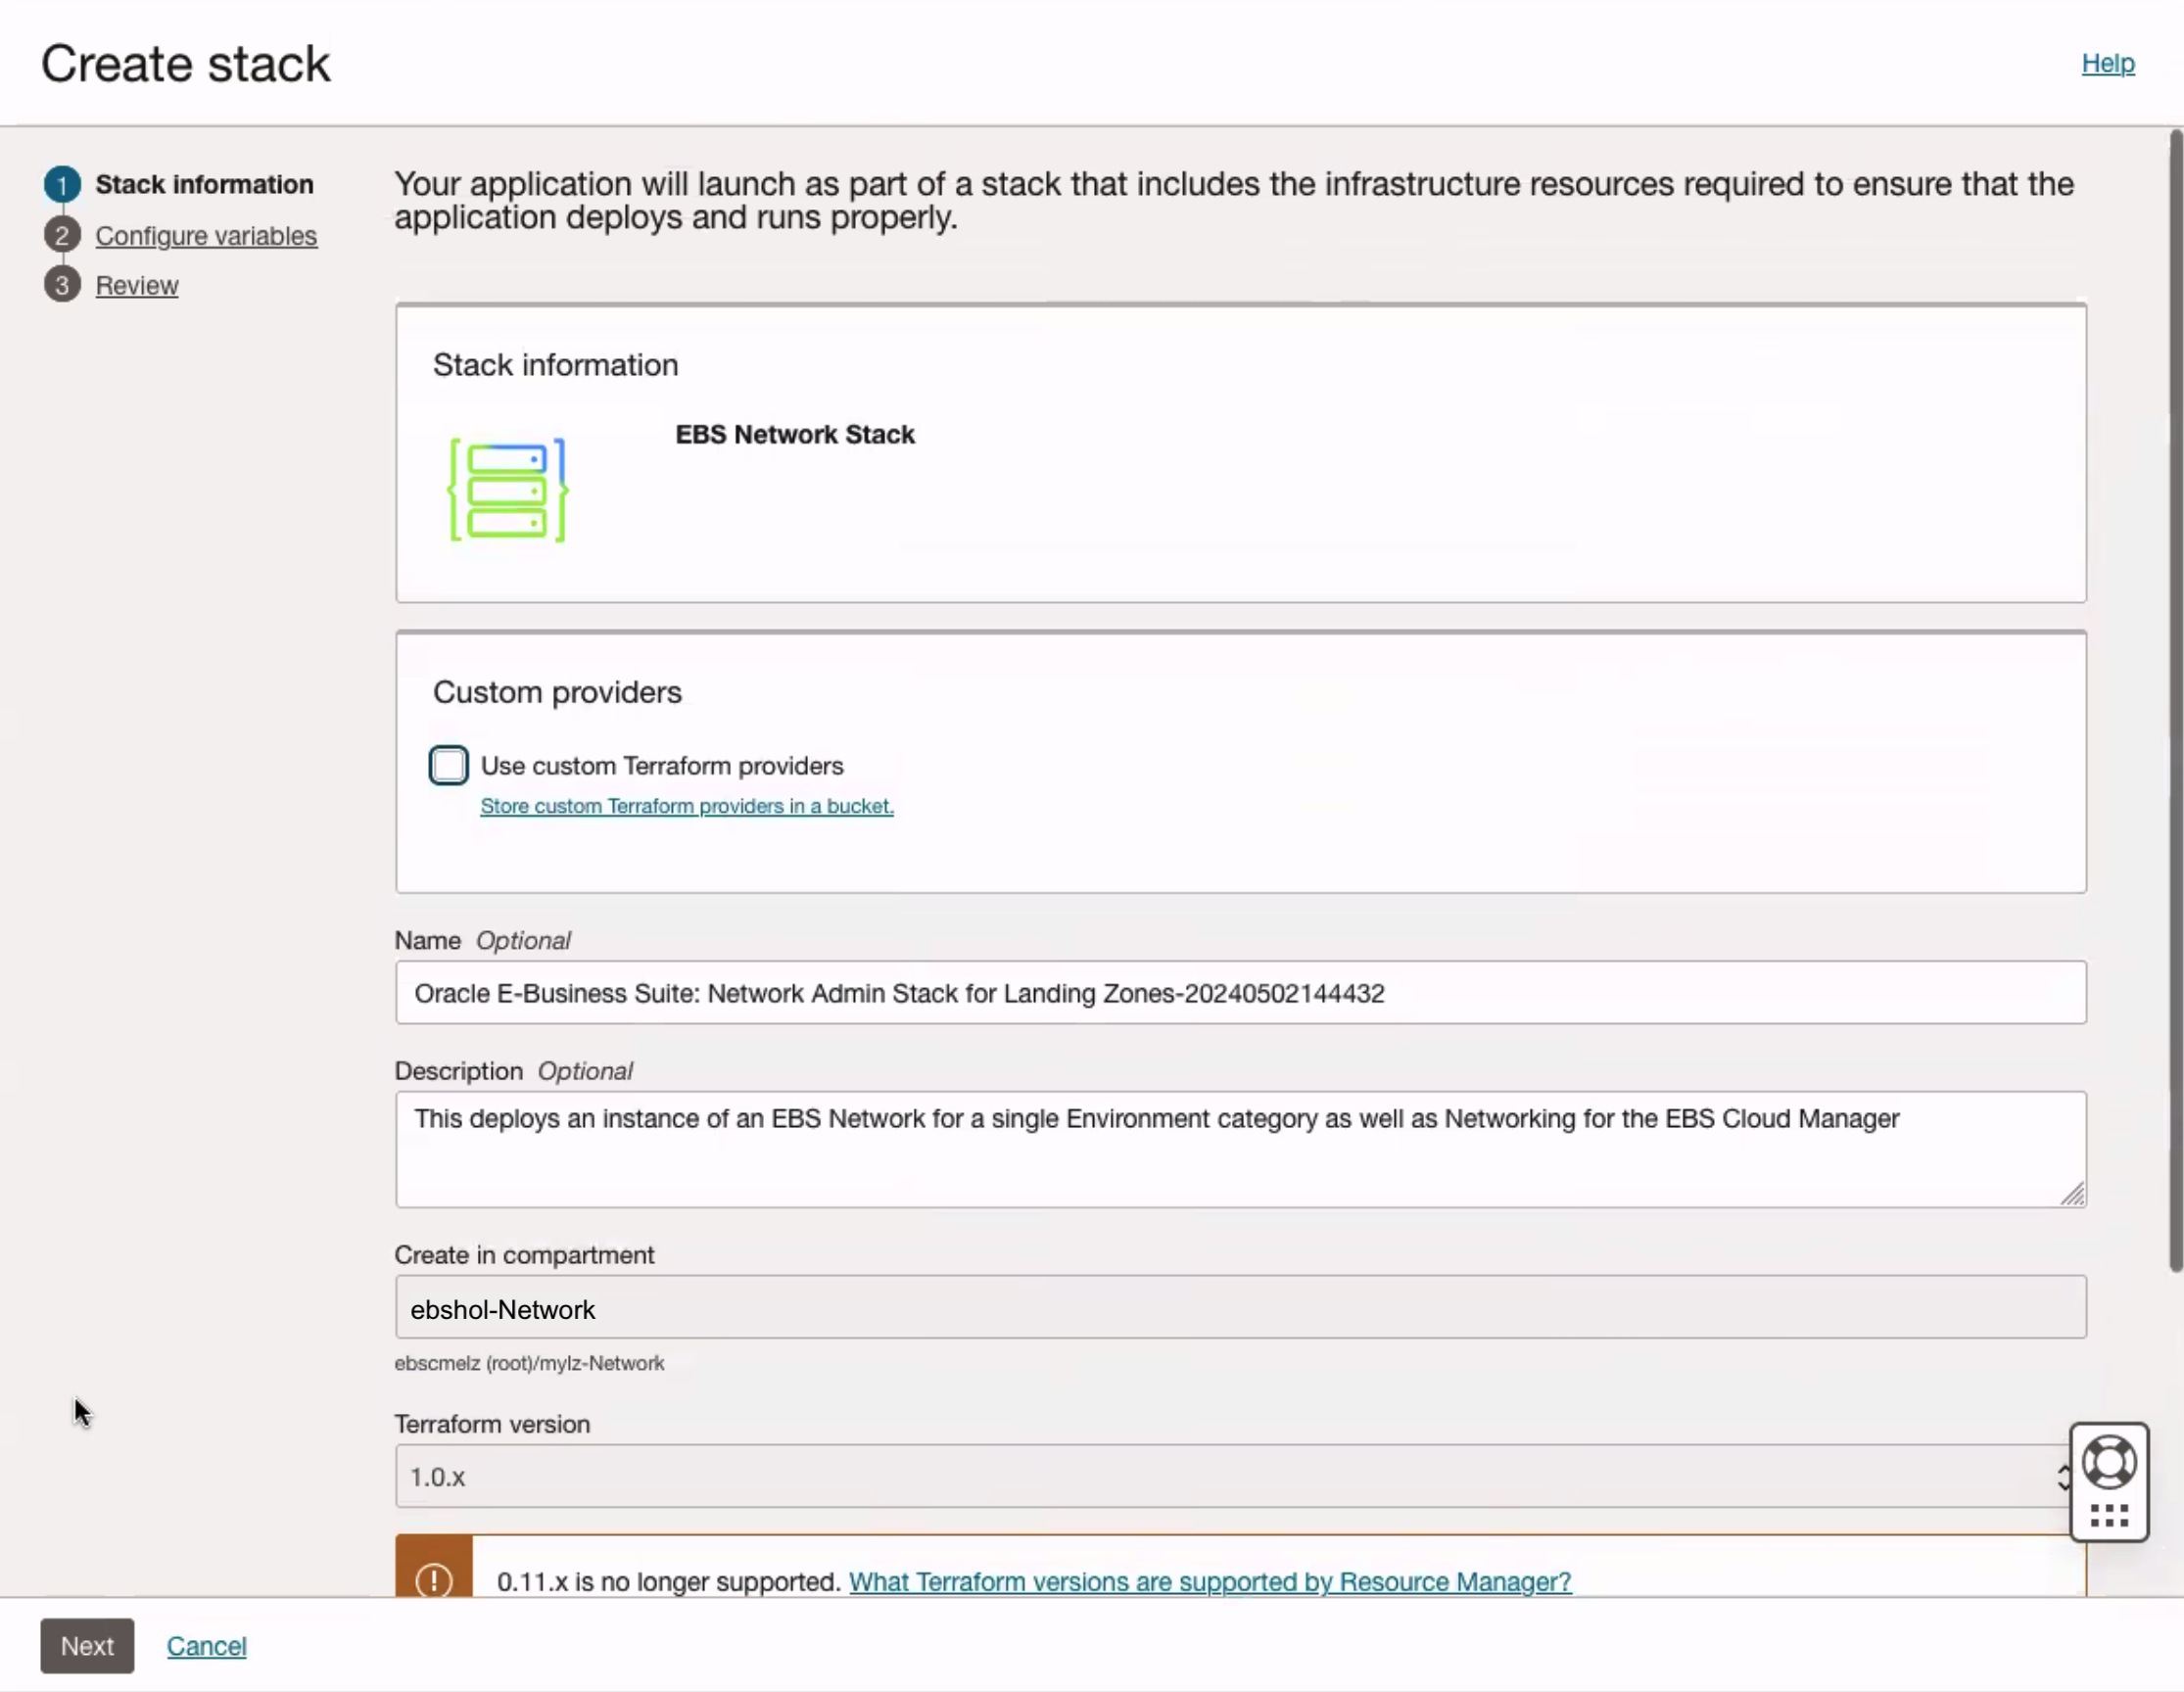 Create stack
Help
1 Stack information
2 Configure variables
3 Review
Your application will launch as part of a stack that includes the infrastructure resources required to ensure that the
application deploys and runs properly.
Stack information
EBS Network Stack
Custom providers
Use custom Terraform providers
Store custom Terraform providers in a bucket.
Name Optional
Oracle E-Business Suite: Network Admin Stack for Landing Zones-20240502144432
Description Optional
This deploys an instance of an EBS Network for a single Environment category as well as Networking for the EBS Cloud Manager
Create in compartment
ebshol-Network
ebscmelz (root)/mylz-Network
Terraform version
1.0.x
0.11.x is no longer supported. What Terraform versions are supported by Resource Manager?
Next
Cancel